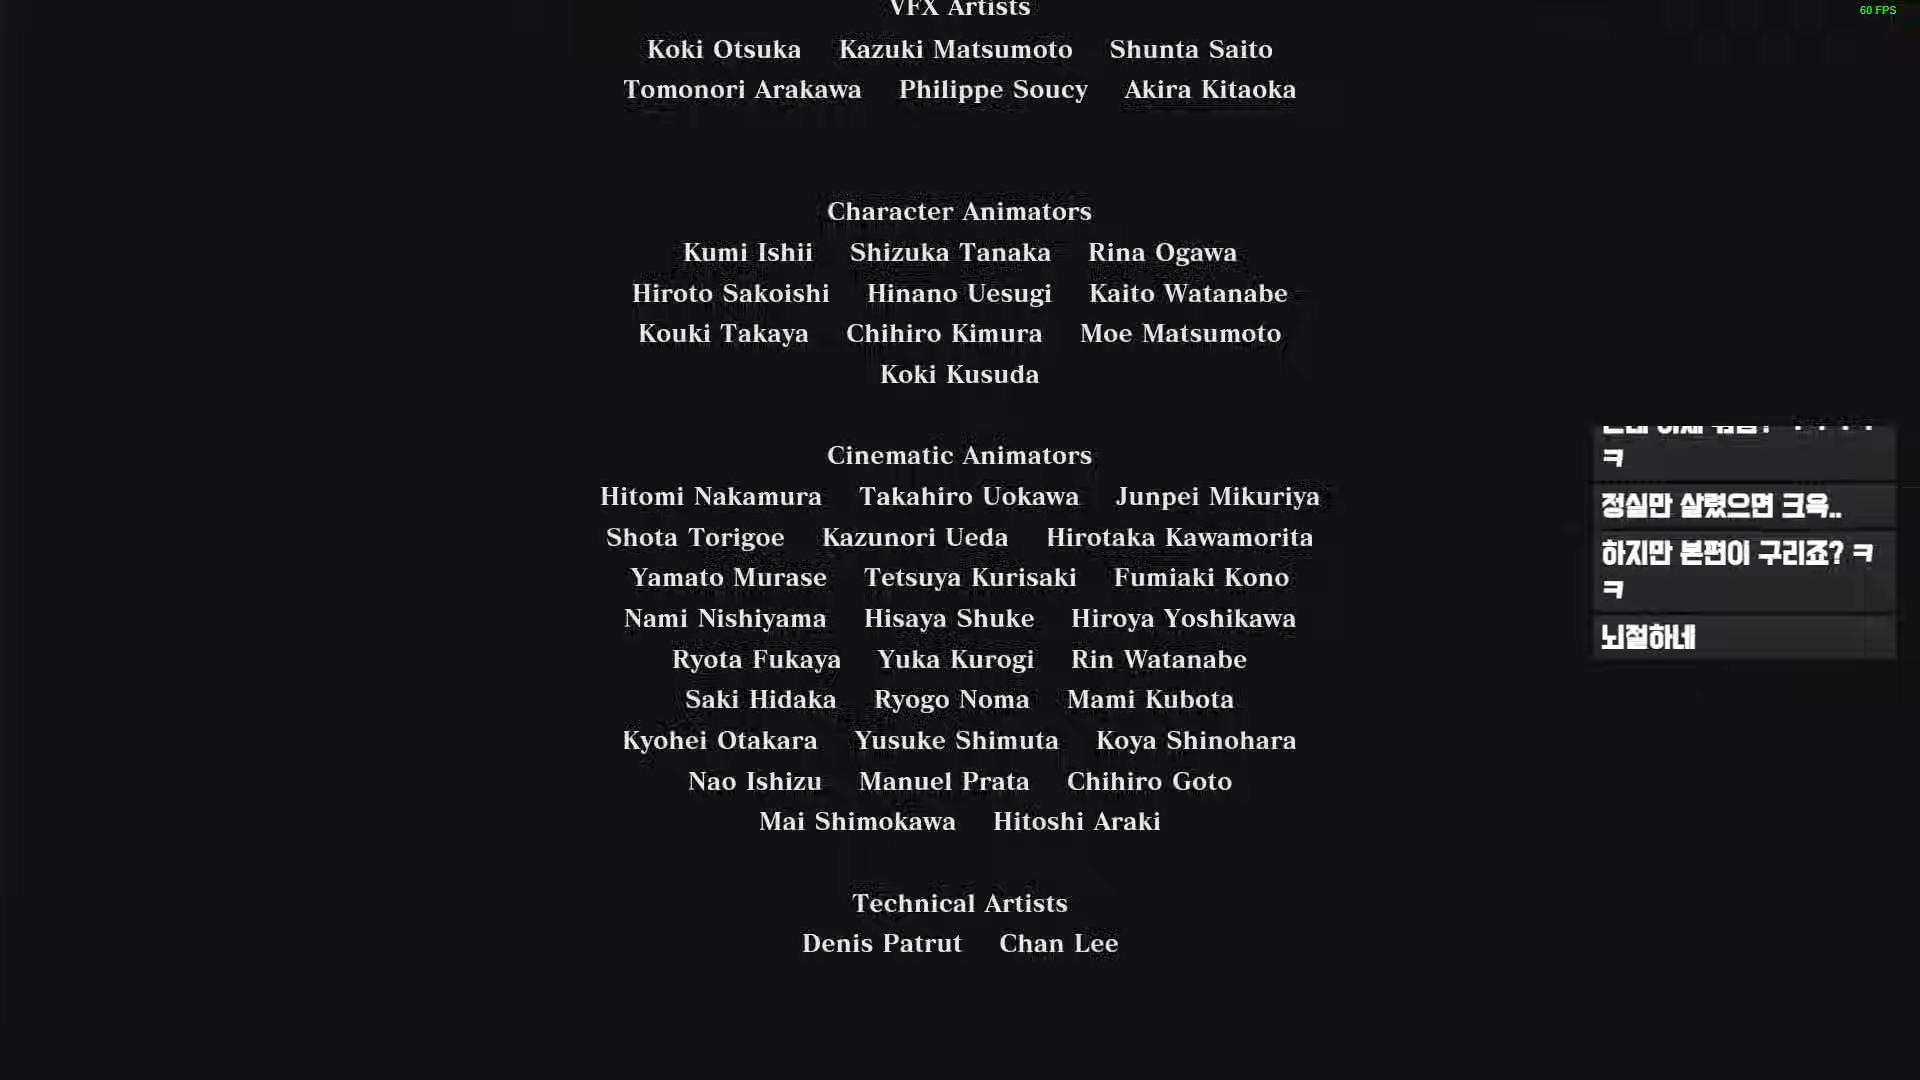 VFX Artists
Koki Otsuka Kazuki Matsumoto Shunta Saito
Tomonori Arakawa Philippe Soucy Akira Kitaoka
Character Animators
Kumi Ishii Shizuka Tanaka Rina Ogawa
Hiroto Sakoishi Hinano Uesugi Kaito Watanabe
Kouki Takaya Chihiro Kimura Moe Matsumoto
Koki Kusuda
Cinematic Animators
Hitomi Nakamura Takahiro Uokawa Junpei Mikuriya
Shota Torigoe Kazunori Ueda Hirotaka Kawamorita
Yamato Murase Tetsuya Kurisaki Fumiaki Kono
Nami Nishiyama Hisaya Shuke Hiroya Yoshikawa
Ryota Fukaya Yuka Kurogi Rin Watanabe
Saki Hidaka Ryogo Noma Mami Kubota
Kyohei Otakara Yusuke Shimuta Koya Shinohara
Nao Ishizu Manuel Prata Chihiro Goto
Mai Shimokawa Hitoshi Araki
Technical Artists
Denis Patrut Chan Lee
60 FPS
ㅋ
정실만 살렸으면 크윽..
하지만 본편이 구리죠? ㅋ
ㅋ
뇌절하네